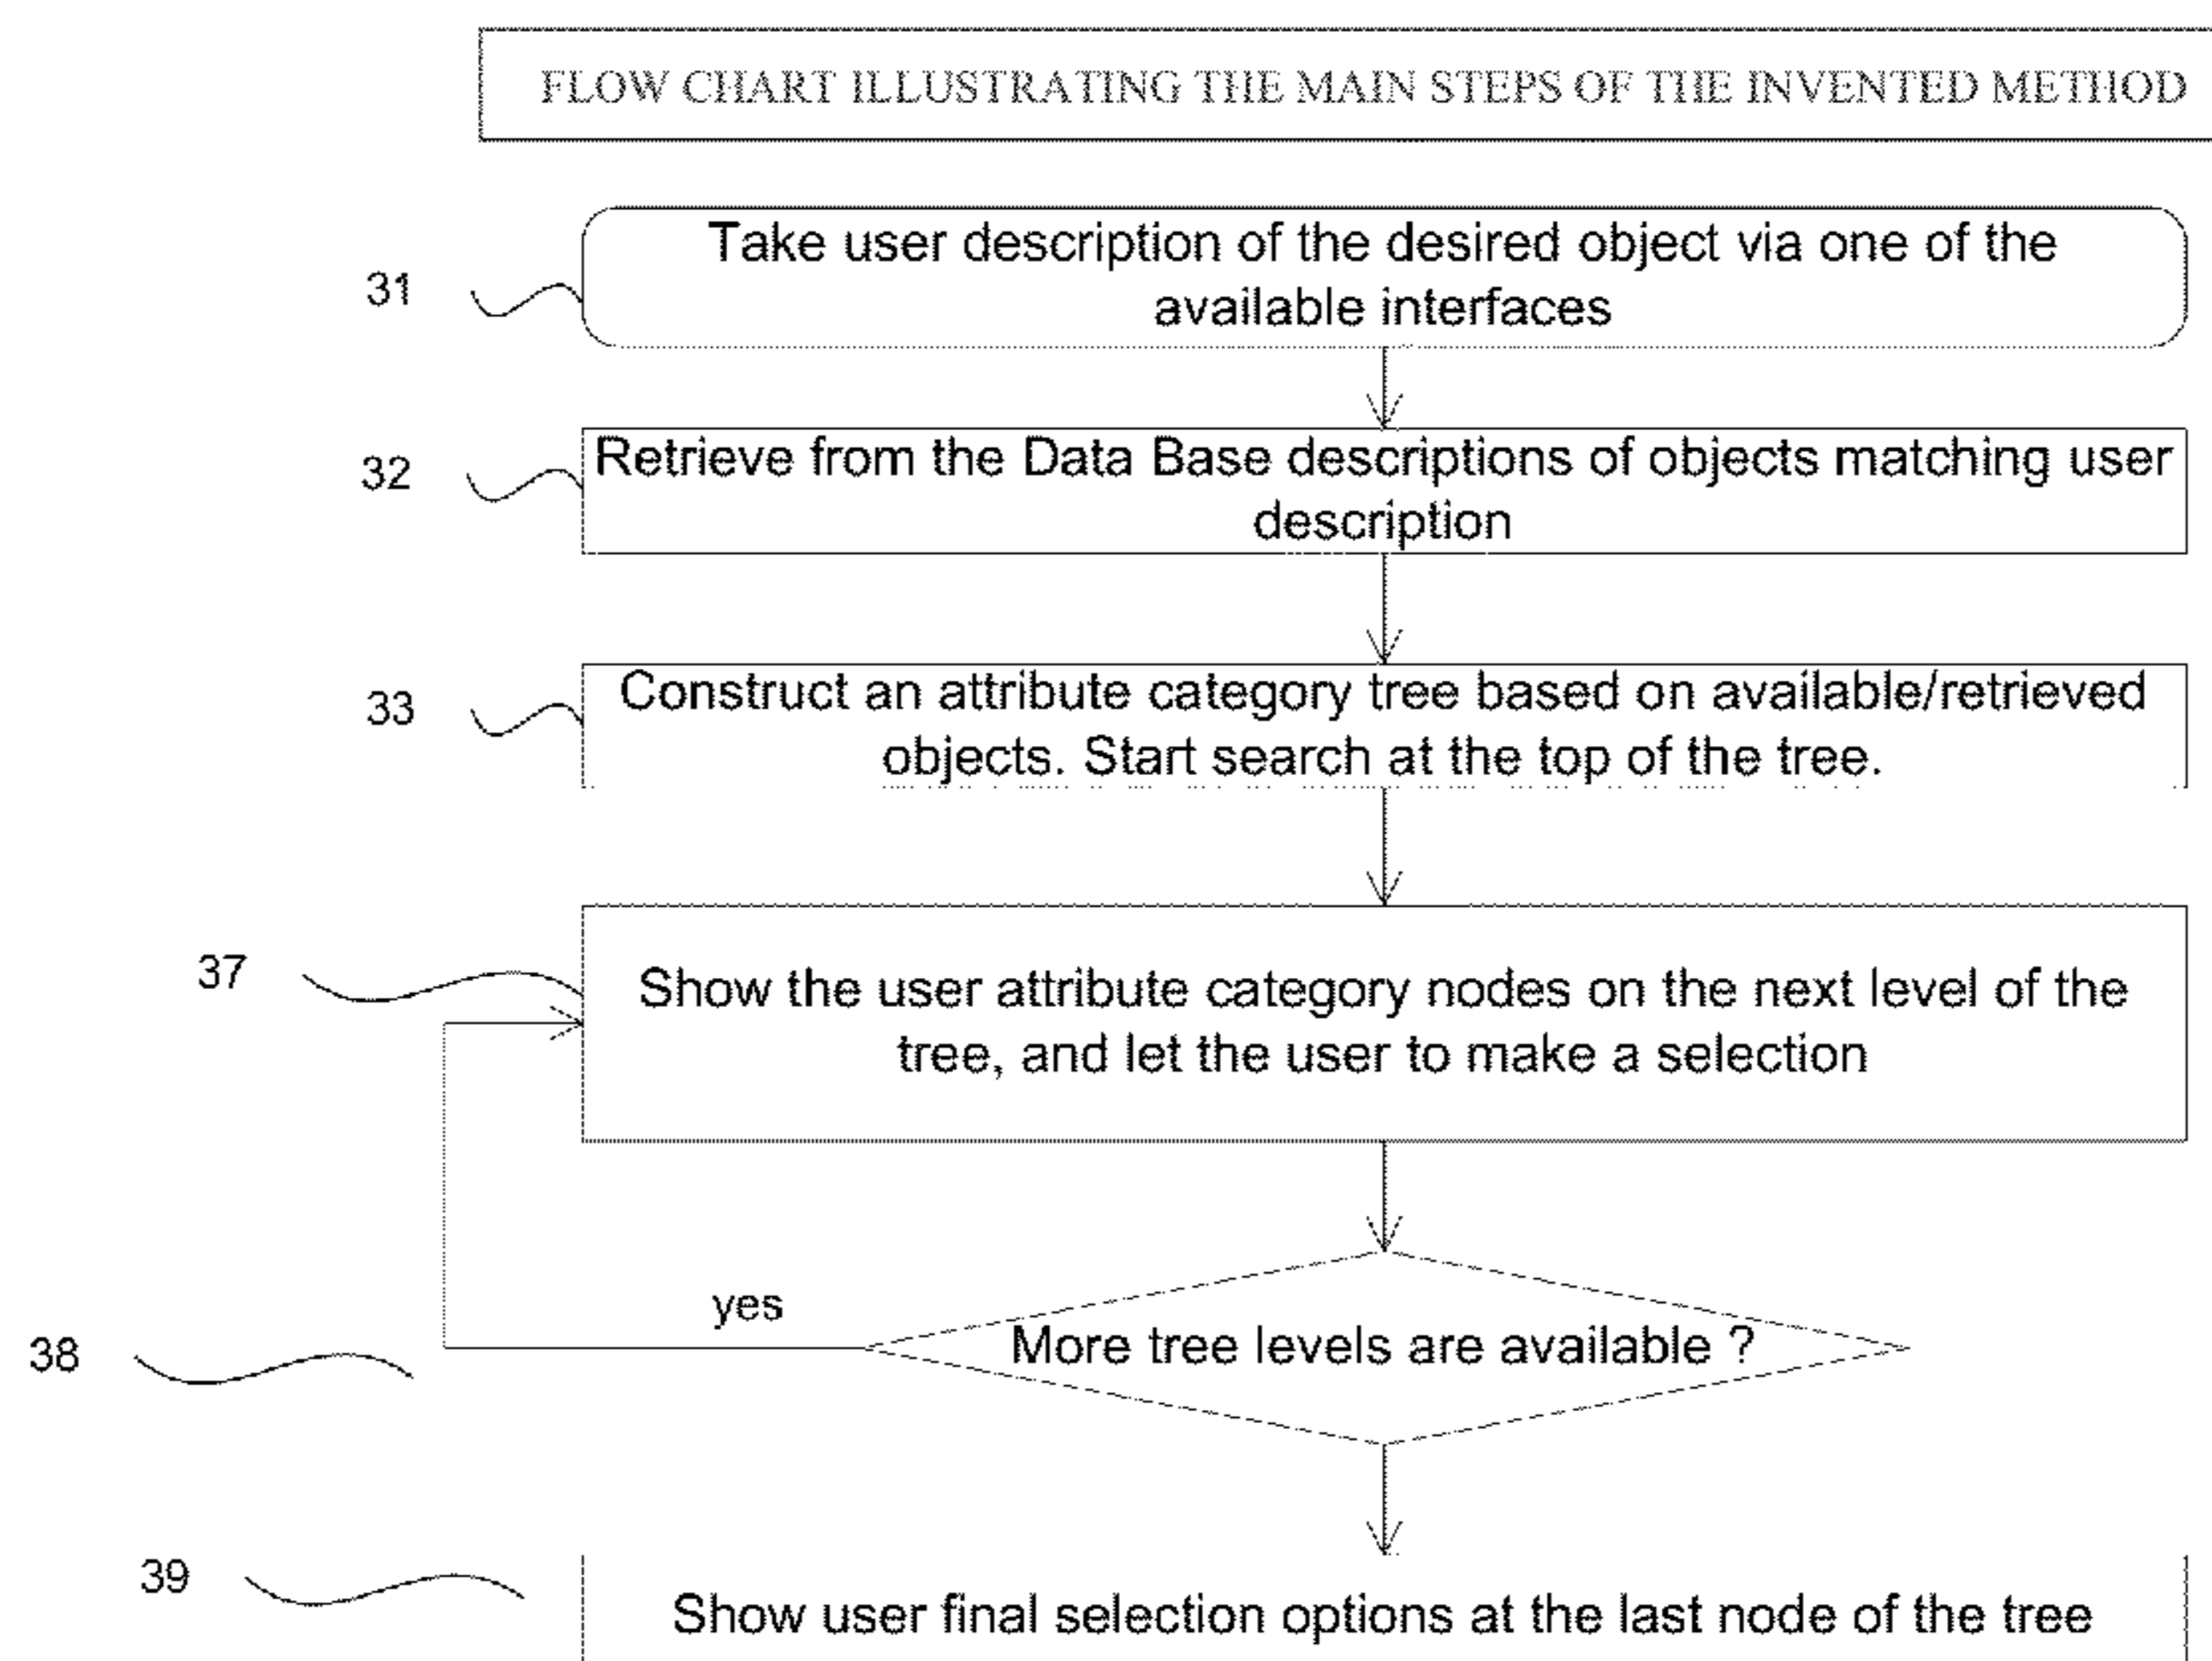 FLOW CHART ILLUSTRATING THE MAIN STEPS OF THE INVENTED METHOD
31
Take user description of the desired object via one of the
available interfaces
32
Retrieve from the Data Base descriptions of objects matching user
description
33
Construct an attribute category tree based on available/retrieved
objects. Start search at the top of the tree.
37
Show the user attribute category nodes on the next level of the
tree, and let the user to make a selection
yes
38
More tree levels are available ?
39
Show user final selection options at the last node of the tree